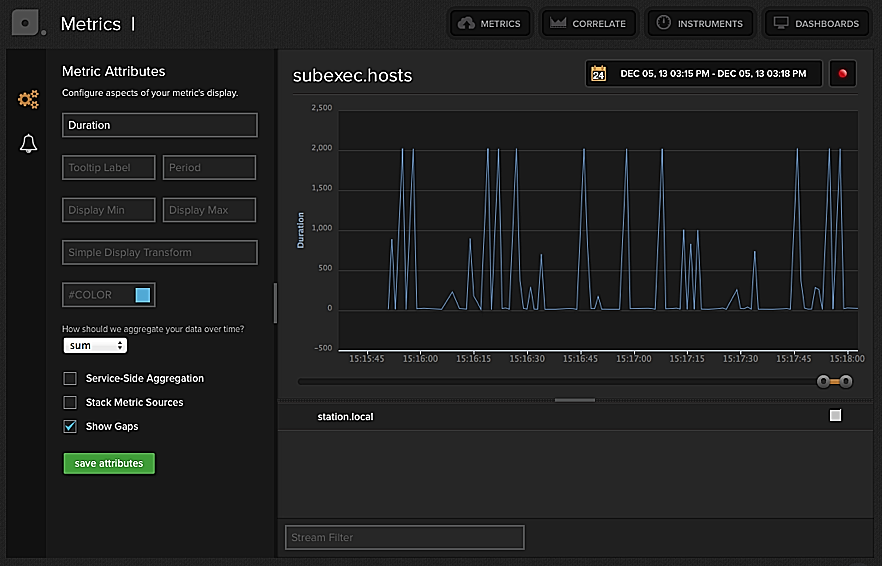 Metrics |
METRICS
CORRELATE
INSTRUMENTS
DASHBOARDS
Metric Attributes
Configure aspects of your metric's display.
Duration
Tooltip Label
Period
Display Min
Display Max
Simple Display Transform
#COLOR
How should we aggregate your data over time?
sum
Service-Side Aggregation
Stack Metric Sources
Show Gaps
save attributes
subexec.hosts
24
DEC 05, 13 03:15 PM - DEC 05, 13 03:18 PM
Duration
2,500
2,000
1,500
1,000
500
0
−500
15:15:45 15:16:00 15:16:15 15:16:30 15:16:45 15:17:00 15:17:15 15:17:30 15:17:45 15:18:00
station.local
Stream Filter